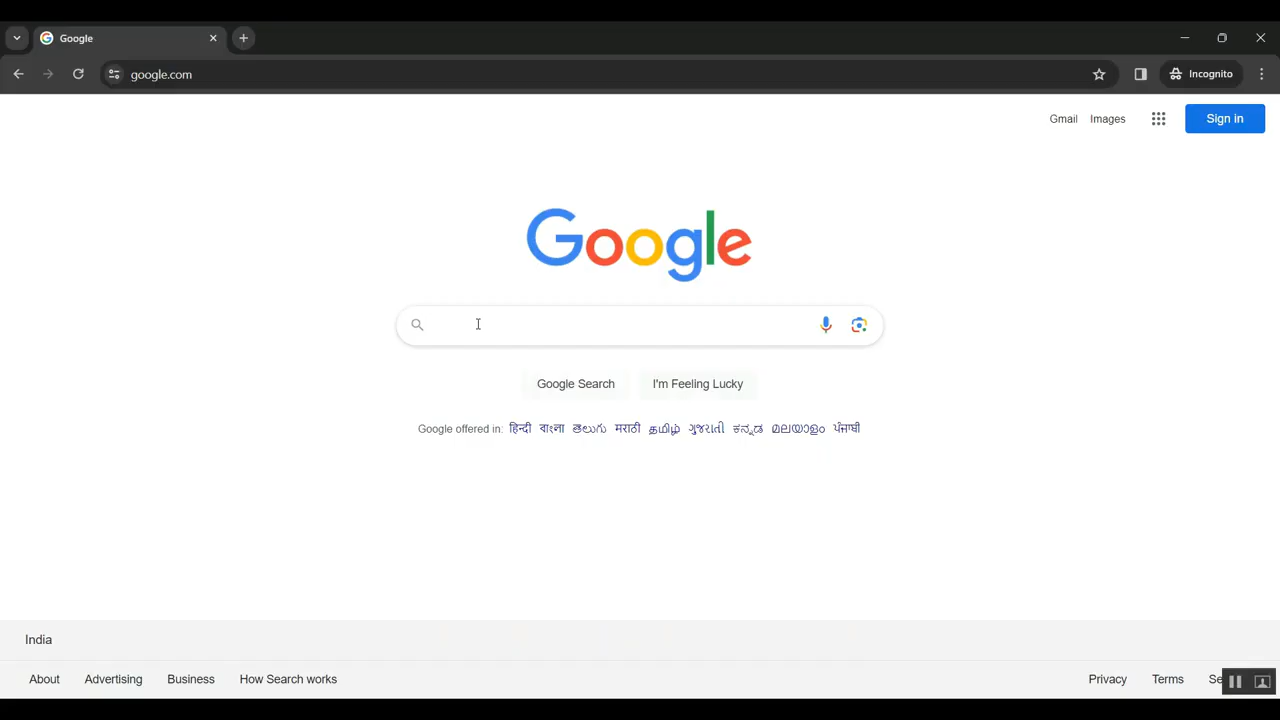 Google
google.com
Incognito
Gmail Images Sign in
Google
Google Search I'm Feeling Lucky
Google offered in: हिन्दी বাংলা తెలుగు मराठी தமிழ் ગુજરાતી ಕನ್ನಡ മലയാളം ਪੰਜਾਬੀ
India
About Advertising Business How Search works Privacy Terms